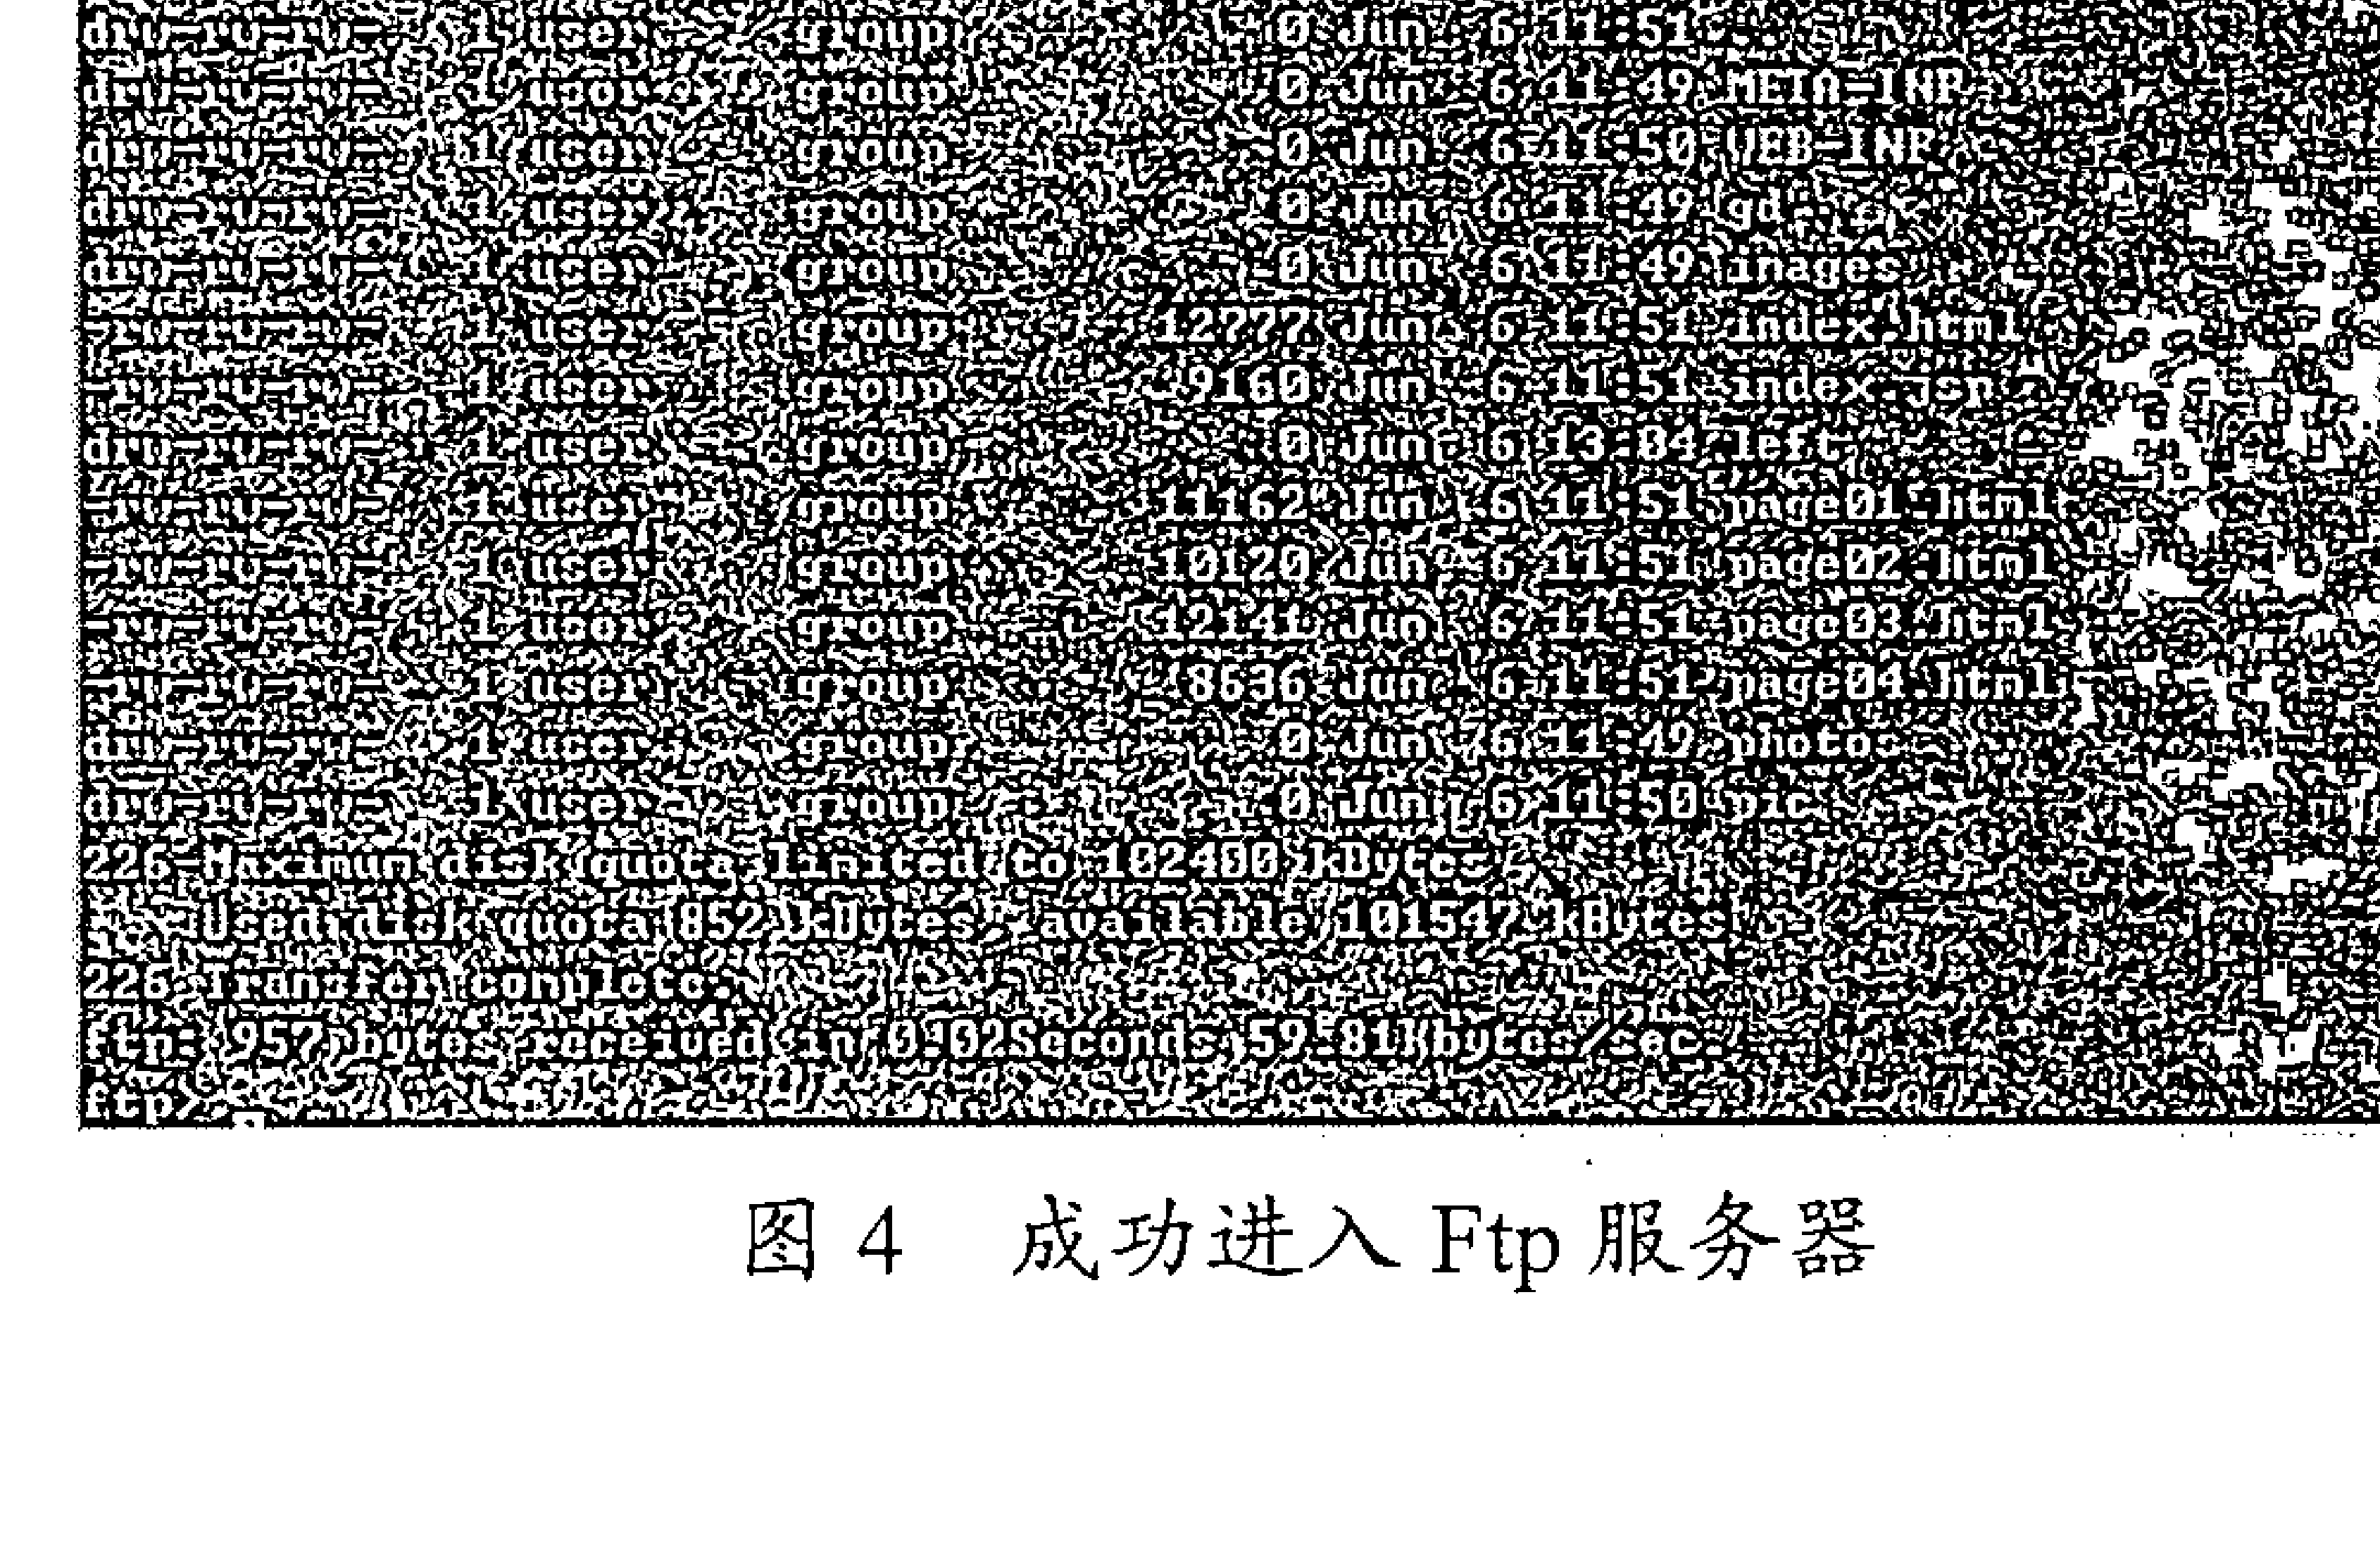 drw-rw-rw- 1 user group 0 Jun 6 11:51 ..
drw-rw-rw- 1 user group 0 Jun 6 11:49 META-INF
drw-rw-rw- 1 user group 0 Jun 6 11:50 WEB-INF
drw-rw-rw- 1 user group 0 Jun 6 11:49 gd
drw-rw-rw- 1 user group 0 Jun 6 11:49 images
-rw-rw-rw- 1 user group 12777 Jun 6 11:51 index.html
-rw-rw-rw- 1 user group 9160 Jun 6 11:51 index.jsp
drw-rw-rw- 1 user group 0 Jun 6 13:04 left
-rw-rw-rw- 1 user group 11162 Jun 6 11:51 page01.html
-rw-rw-rw- 1 user group 10120 Jun 6 11:51 page02.html
-rw-rw-rw- 1 user group 12141 Jun 6 11:51 page03.html
-rw-rw-rw- 1 user group 8636 Jun 6 11:51 page04.html
drw-rw-rw- 1 user group 0 Jun 6 11:49 photos
drw-rw-rw- 1 user group 0 Jun 6 11:50 pic
226-Maximum disk quota limited to 102400 kBytes
Used disk quota 852 kBytes, available 101547 kBytes
226 Transfer complete.
ftp: 957 bytes received in 0.02Seconds 59.81Kbytes/sec.
ftp>
图 4 成功进入 Ftp 服务器